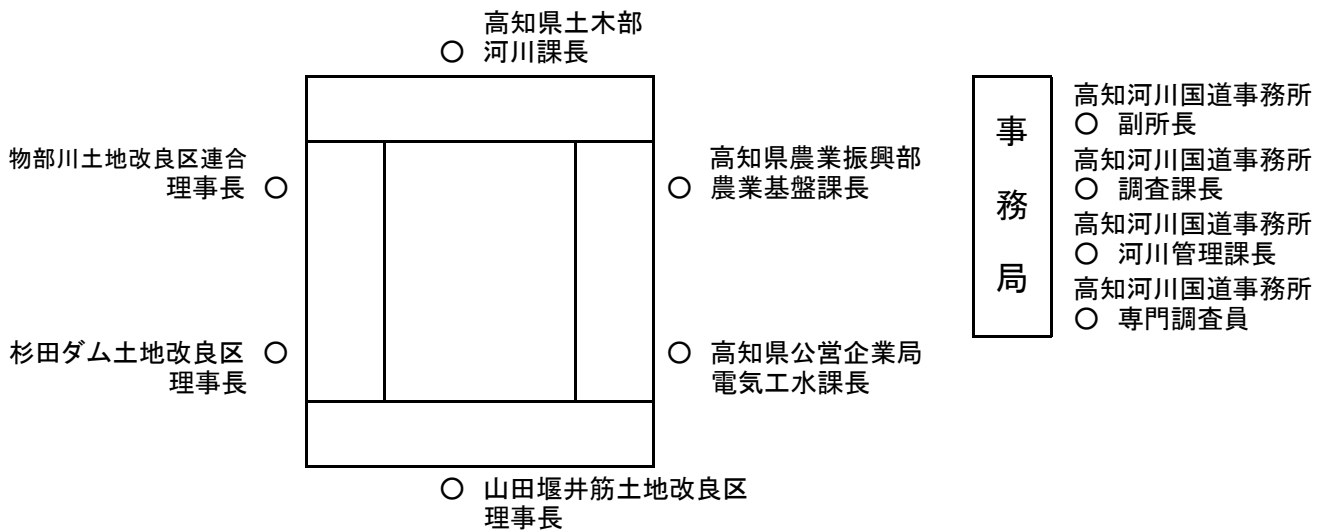 高知県土木部
○ 河川課長
物部川土地改良区連合
理事長 ○
高知県農業振興部
○ 農業基盤課長
杉田ダム土地改良区 ○
理事長
○ 高知県公営企業局
電気工水課長
○ 山田堰井筋土地改良区
理事長
事
務
局
高知河川国道事務所
○ 副所長
高知河川国道事務所
○ 調査課長
高知河川国道事務所
○ 河川管理課長
高知河川国道事務所
○ 専門調査員